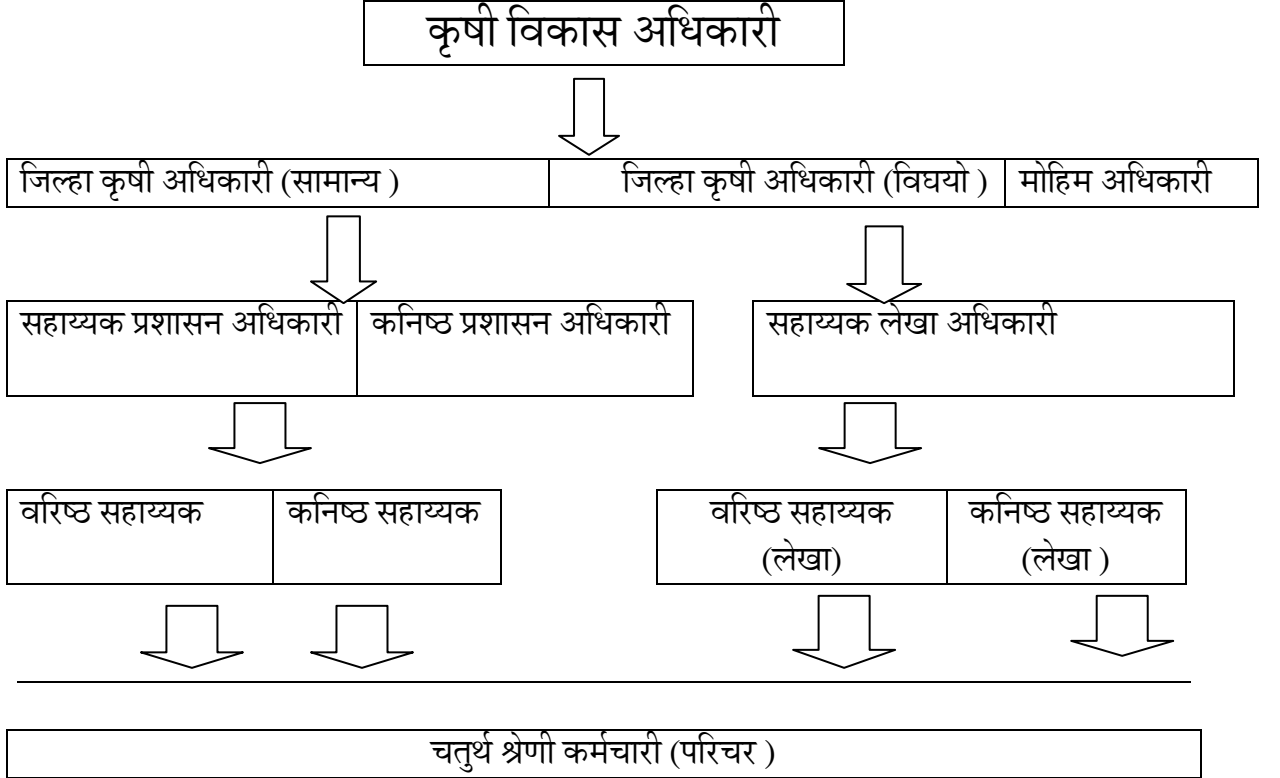 कृषी विकास अधिकारी
जिल्हा कृषी अधिकारी (सामान्य ) जिल्हा कृषी अधिकारी (विघयो ) मोहिम अधिकारी
सहाय्यक प्रशासन अधिकारी कनिष्ठ प्रशासन अधिकारी सहाय्यक लेखा अधिकारी
वरिष्ठ सहाय्यक कनिष्ठ सहाय्यक वरिष्ठ सहाय्यक कनिष्ठ सहाय्यक
(लेखा) (लेखा )
चतुर्थ श्रेणी कर्मचारी (परिचर )